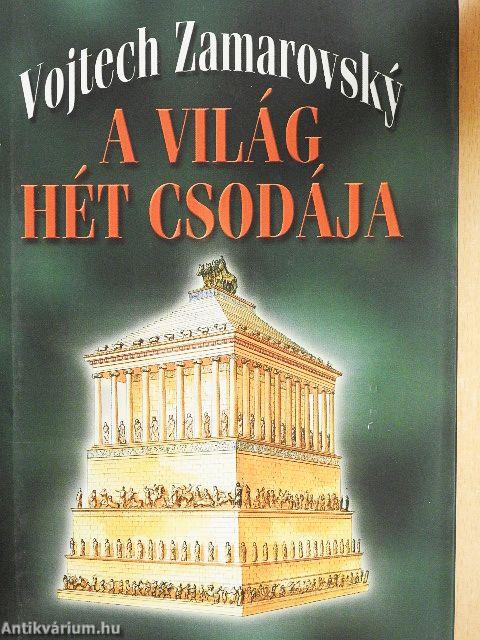 Vojtech Zamarovský
A VILÁG
HÉT CSODÁJA
Antikvárium.hu